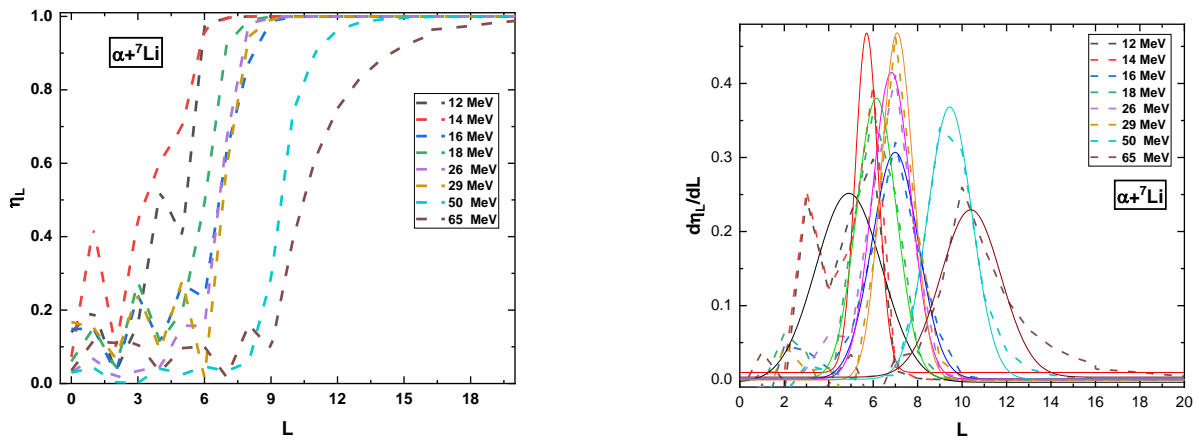 α+⁷Li
1.0
0.8
0.6
0.4
0.2
0.0
η_L
0 3 6 9 12 15 18
L
12 MeV
14 MeV
16 MeV
18 MeV
26 MeV
29 MeV
50 MeV
65 MeV
0.4
0.3
0.2
0.1
0.0
dη_L/dL
0 2 4 6 8 10 12 14 16 18 20
L
12 MeV
14 MeV
16 MeV
18 MeV
26 MeV
29 MeV
50 MeV
65 MeV
α+⁷Li